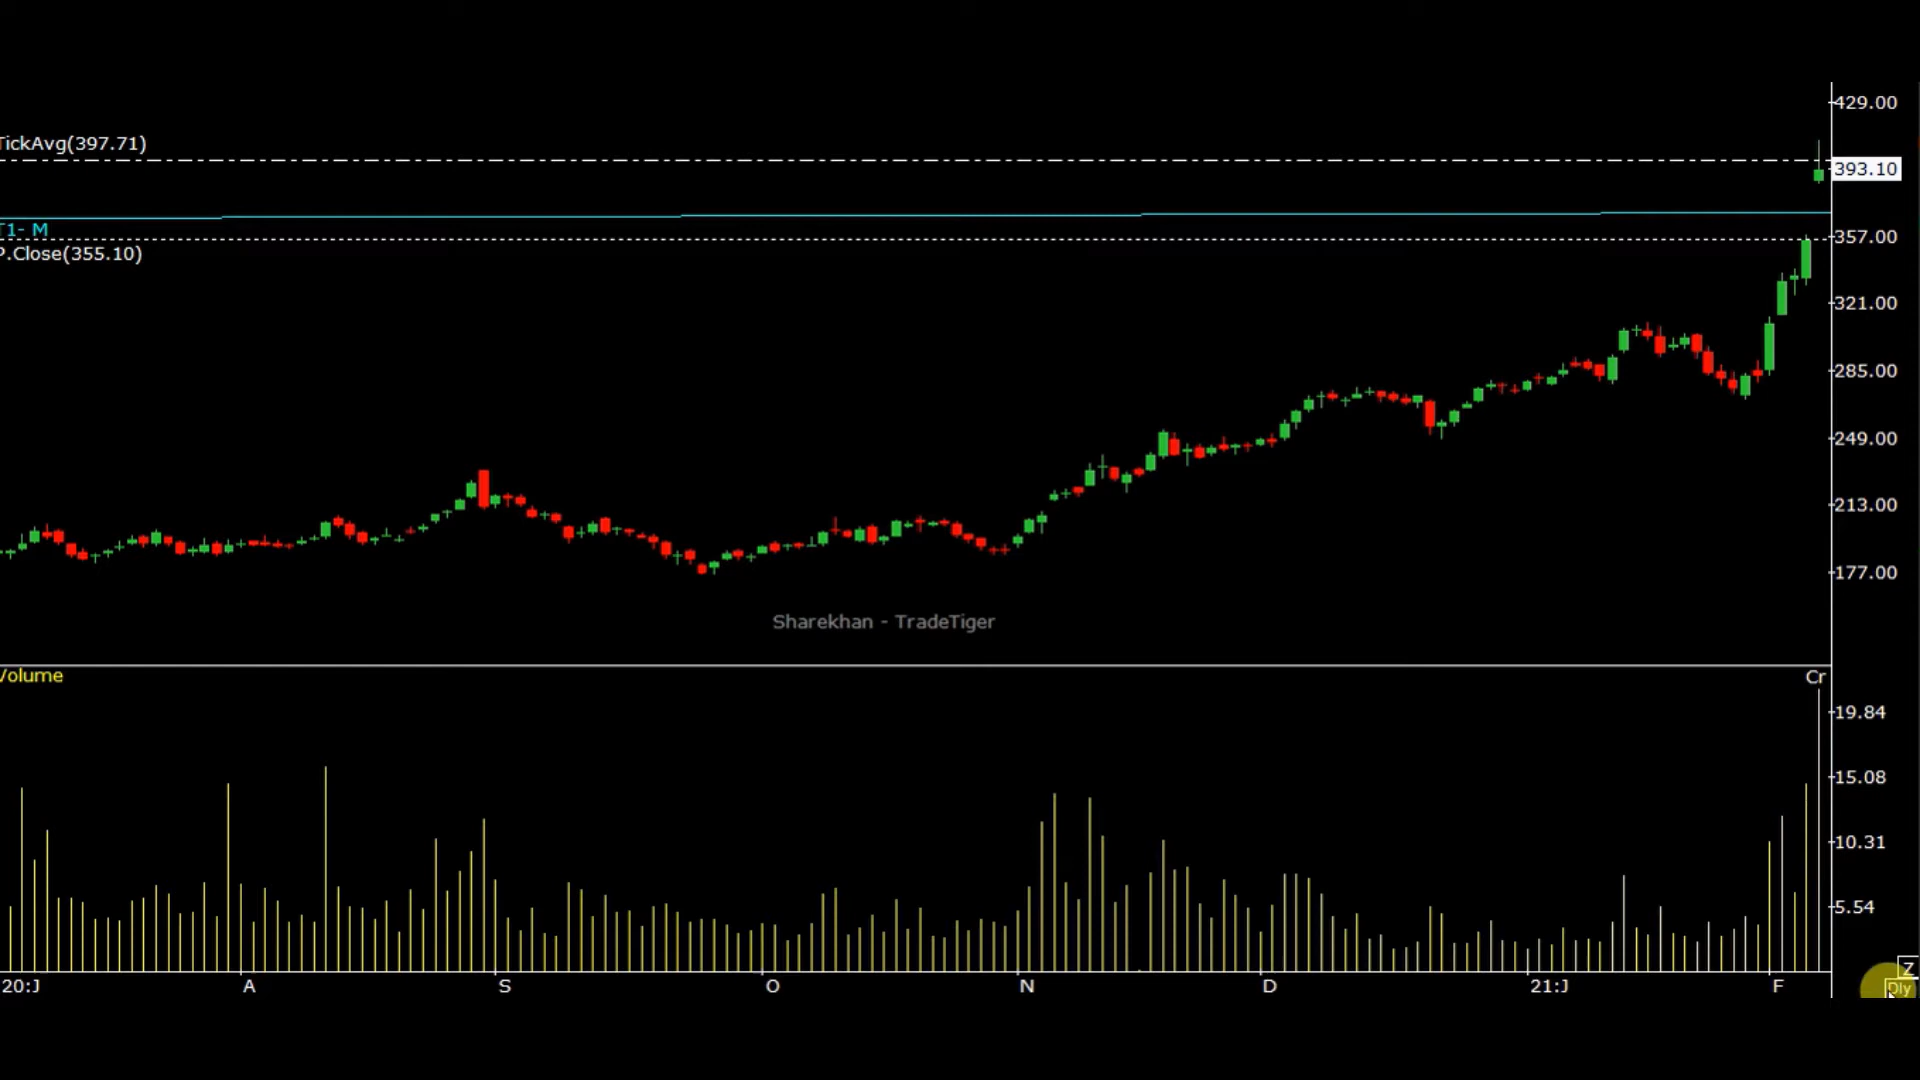 429.00
TickAvg(397.71)
393.10
T1- M
357.00
P.Close(355.10)
321.00
285.00
249.00
213.00
177.00
Sharekhan - TradeTiger
Volume
Cr
19.84
15.08
10.31
5.54
Z
20:J A S O N D 21:J F
Dly